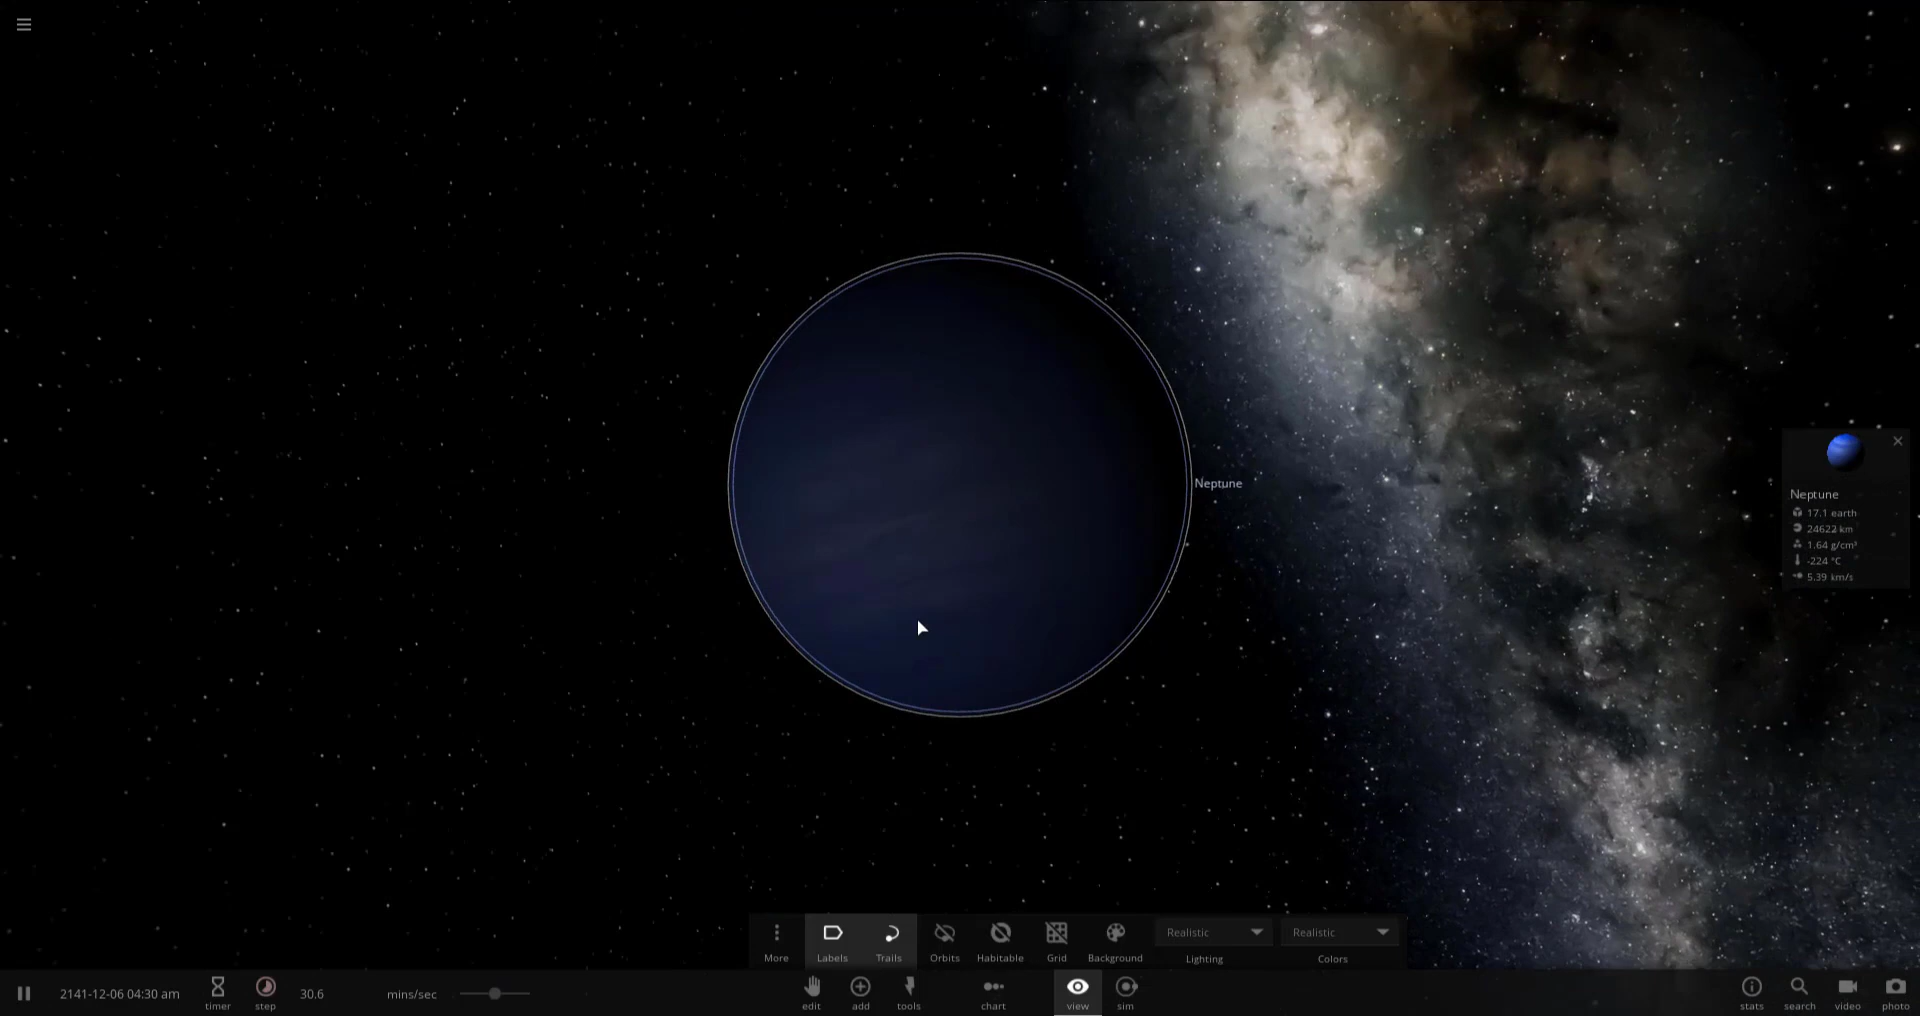 Neptune
Neptune
17.1 earth
24622 km
1.64 g/cm³
-224 °C
5.39 km/s
Realistic
Realistic
More
Labels
Trails
Orbits
Habitable
Grid
Background
Lighting
Colors
2141-12-06 04:30 am
timer
step
30.6
mins/sec
edit
add
tools
chart
view
sim
stats
search
video
photo